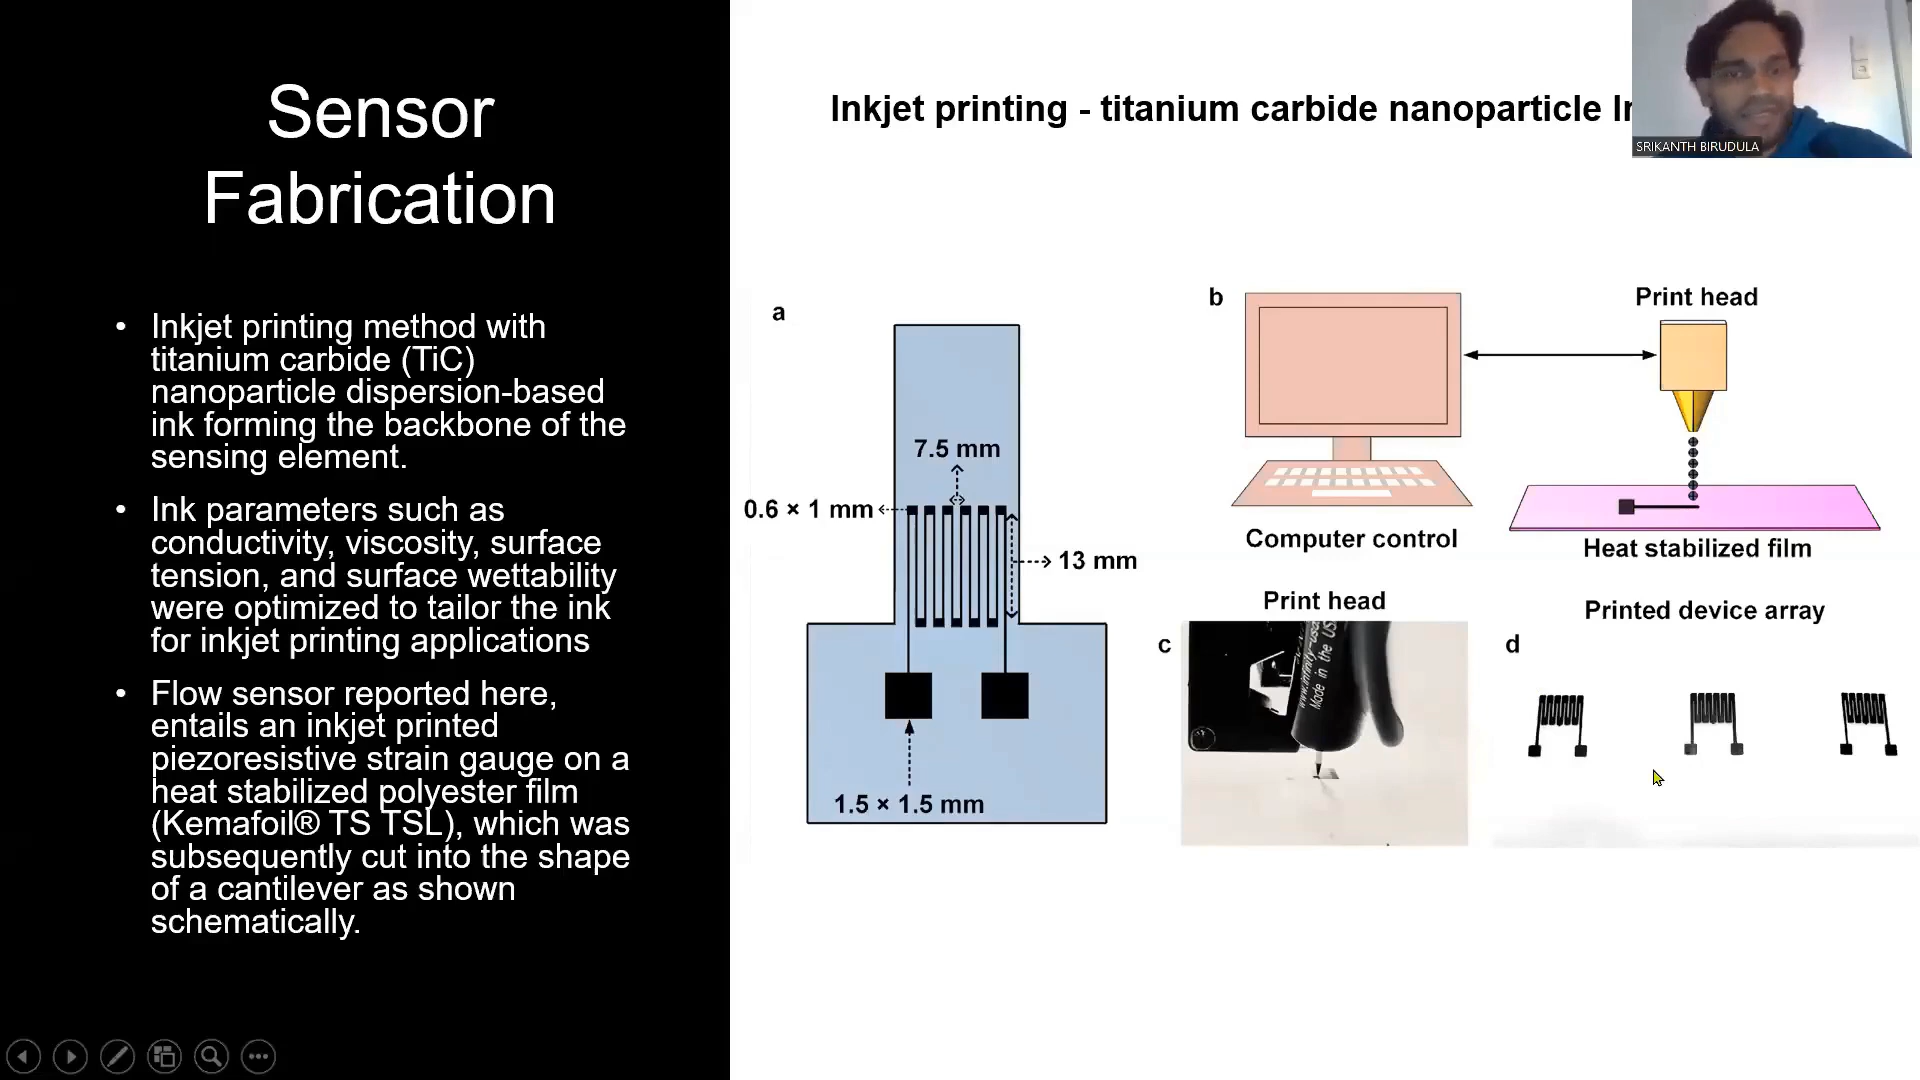 Sensor
Fabrication
• Inkjet printing method with
titanium carbide (TiC)
nanoparticle dispersion-based
ink forming the backbone of the
sensing element.
• Ink parameters such as
conductivity, viscosity, surface
tension, and surface wettability
were optimized to tailor the ink
for inkjet printing applications
• Flow sensor reported here,
entails an inkjet printed
piezoresistive strain gauge on a
heat stabilized polyester film
(Kemafoil® TS TSL), which was
subsequently cut into the shape
of a cantilever as shown
schematically.
Inkjet printing - titanium carbide nanoparticle
SRIKANTH BIRUDULA
a
7.5 mm
0.6 × 1 mm
13 mm
1.5 × 1.5 mm
b
Print head
Computer control
Heat stabilized film
Print head
c
Made in the
Printed device array
d